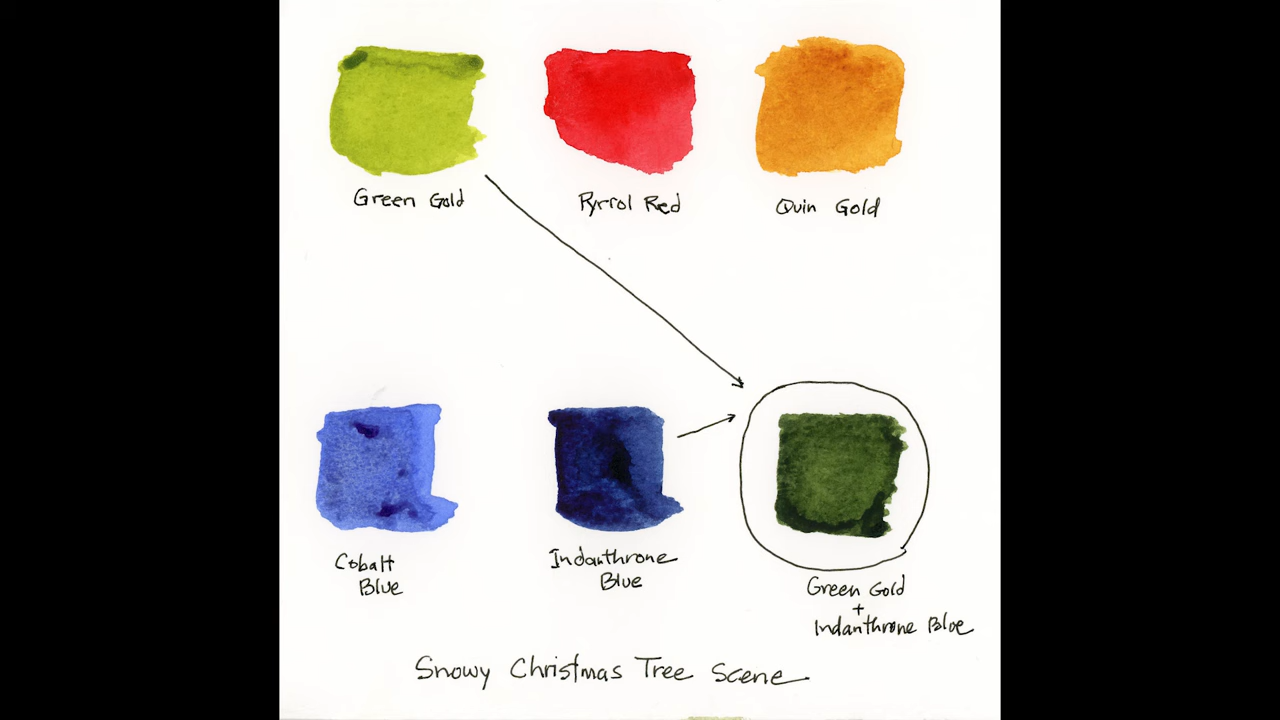 Green Gold
Pyrrol Red
Quin Gold
Cobalt
Blue
Indanthrone
Blue
Green Gold
+
Indanthrone Blue
Snowy Christmas Tree Scene